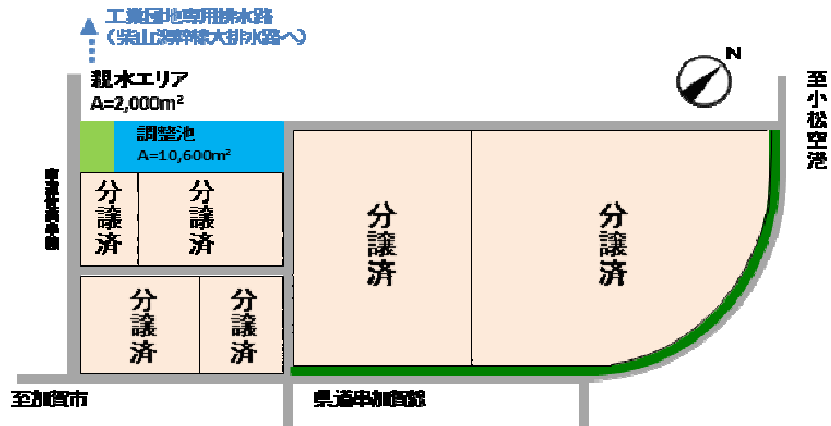 工業団地専用排水路
(柴山潟幹線大排水路へ)
N
親水エリア
A=2,000m²
至小松空港
調整池
A=10,600m²
分譲済
分譲済
分譲済
分譲済
分譲済
分譲済
至加賀市
県道串加賀線